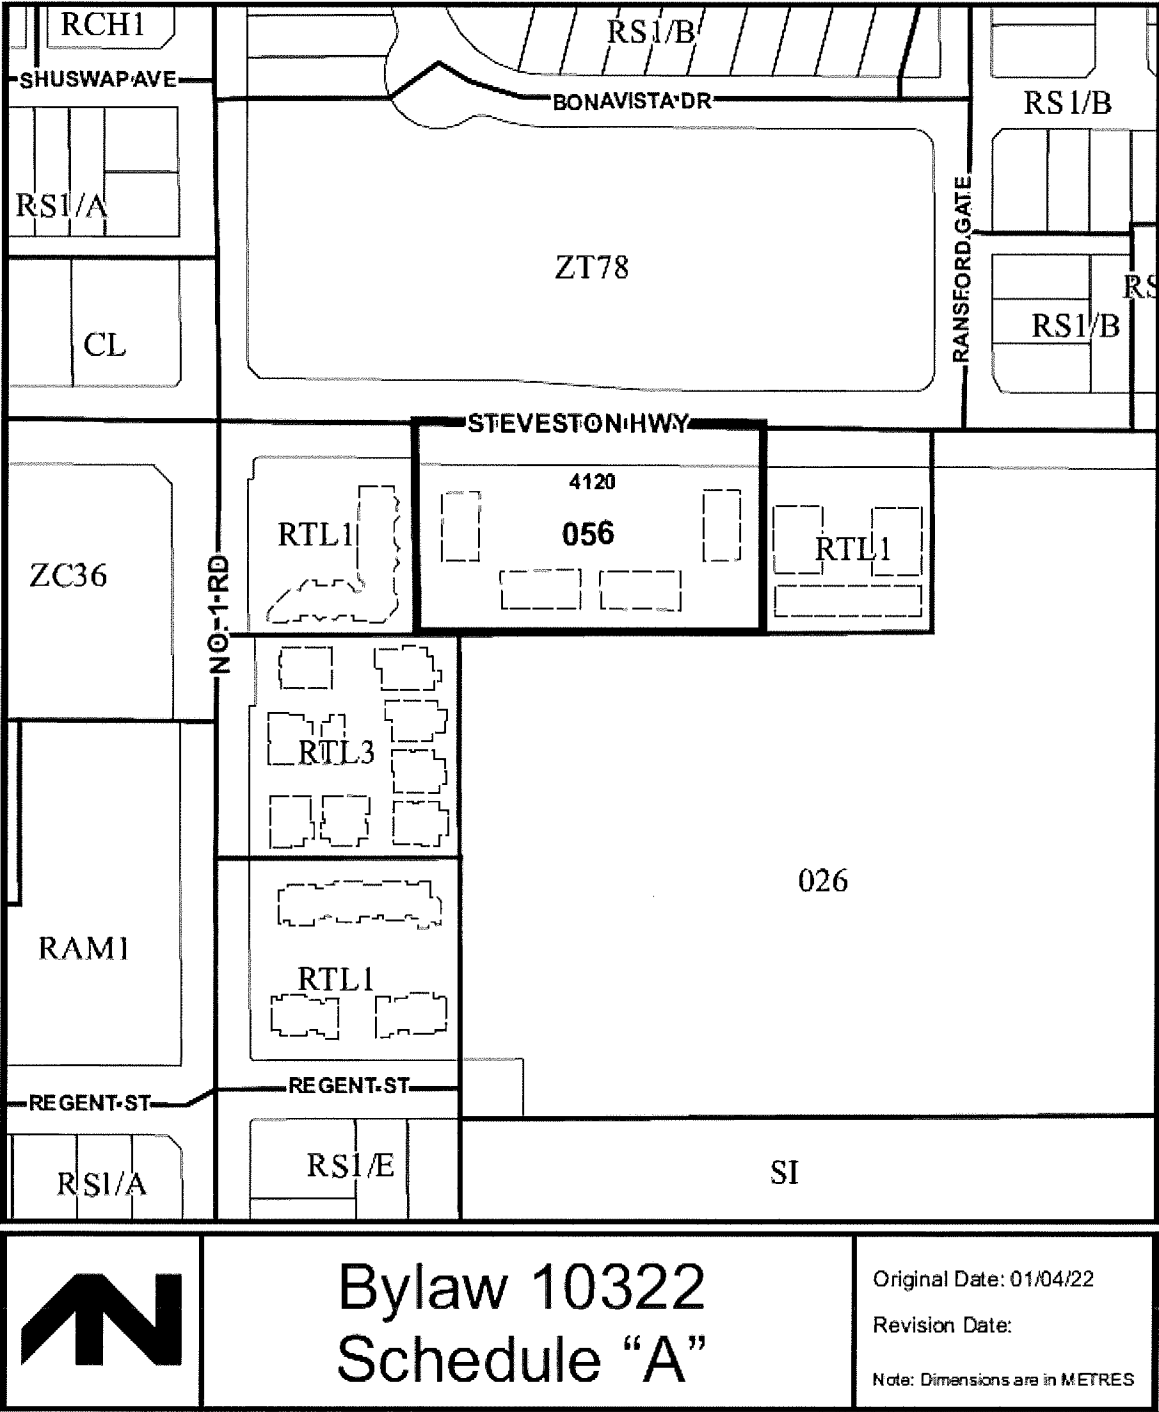 RCH1
RS1/B
SHUSWAP AVE
BONAVISTA DR
RS1/B
RS1/A
RANSFORD GATE
ZT78
RS
CL
RS1/B
STEVESTON HWY
4120
056
RTL1
RTL1
ZC36
NO. 1 RD
RTL3
026
RAM1
RTL1
REGENT ST
REGENT ST
RS1/E
SI
RS1/A
Bylaw 10322
Schedule “A”
Original Date: 01/04/22
Revision Date:
Note: Dimensions are in METRES